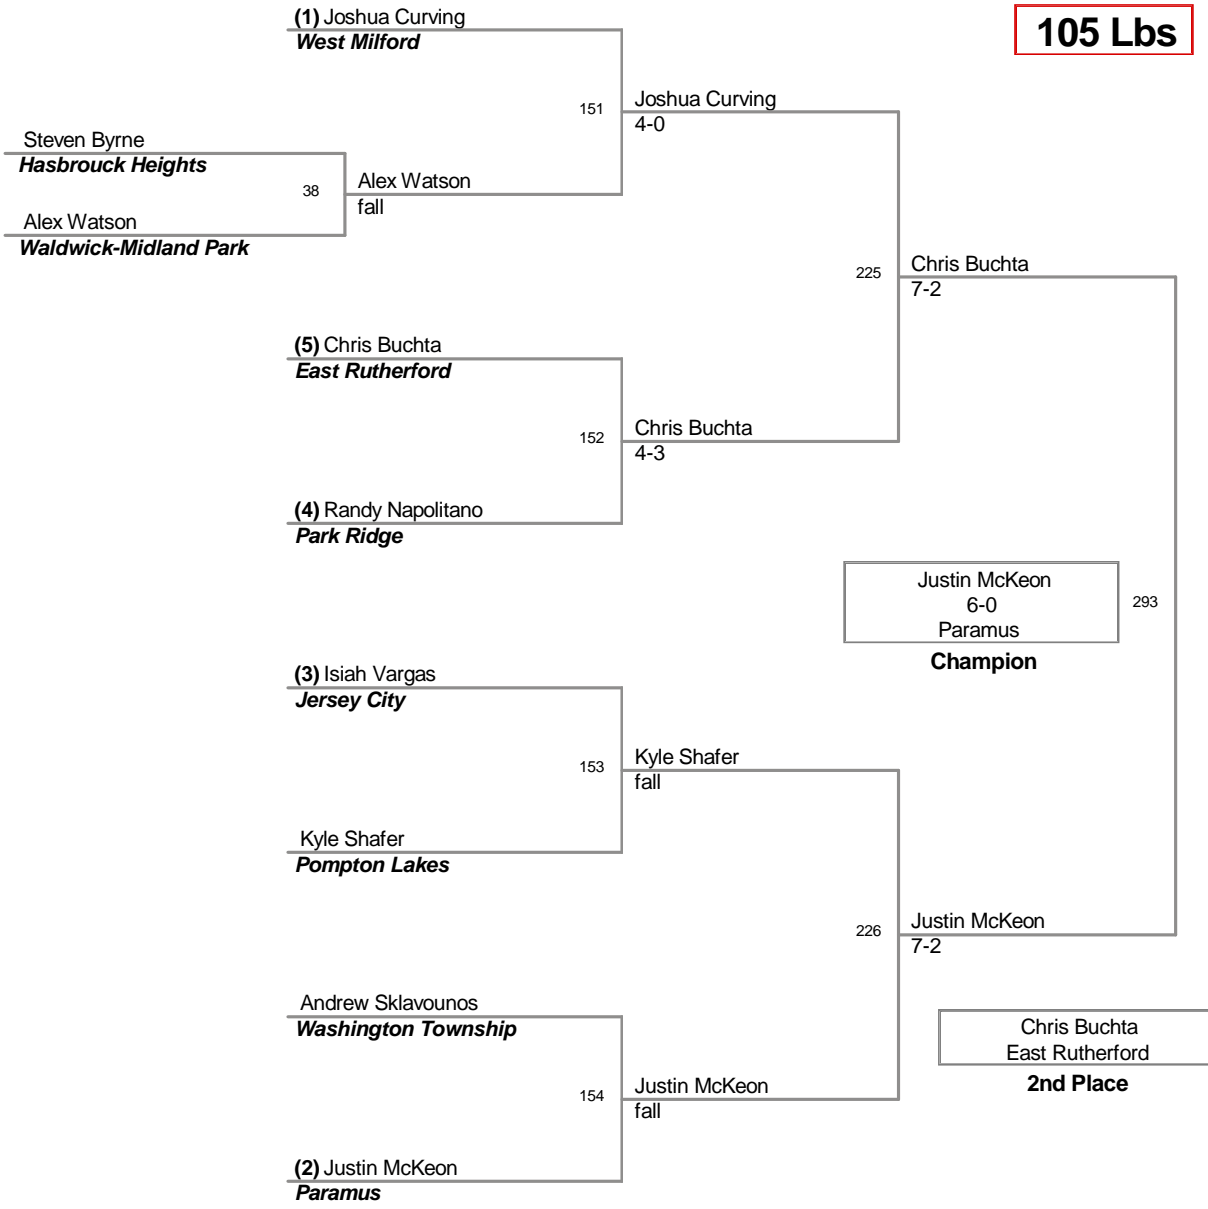 (1) Joshua Curving
West Milford
105 Lbs
151
Joshua Curving
4-0
Steven Byrne
Hasbrouck Heights
38
Alex Watson
fall
Alex Watson
Waldwick-Midland Park
225
Chris Buchta
7-2
(5) Chris Buchta
East Rutherford
152
Chris Buchta
4-3
(4) Randy Napolitano
Park Ridge
Justin McKeon
6-0
Paramus
Champion
293
(3) Isiah Vargas
Jersey City
153
Kyle Shafer
fall
Kyle Shafer
Pompton Lakes
226
Justin McKeon
7-2
Andrew Sklavounos
Washington Township
Chris Buchta
East Rutherford
2nd Place
154
Justin McKeon
fall
(2) Justin McKeon
Paramus